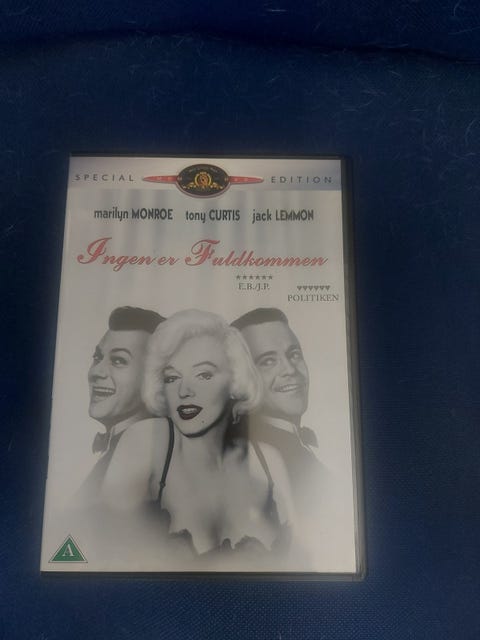 SPECIAL EDITION
marilyn MONROE tony CURTIS jack LEMMON
Ingen er Fuldkommen
★★★★★★
E.B./J.P.
♥♥♥♥♥♥
POLITIKEN
A